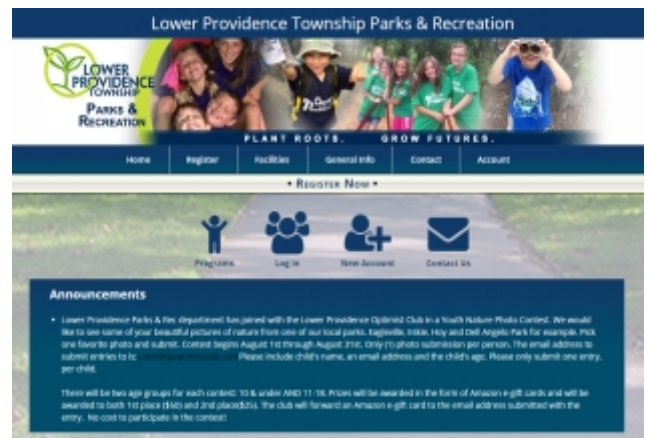 Lower Providence Township Parks & Recreation
LOWER
PROVIDENCE
TOWNSHIP
PARKS &
RECREATION
PLANT ROOTS. GROW FUTURES.
Home Register Facilities General Info Contact Account
• REGISTER NOW •
Programs Log In New Account Contact Us
Announcements
• Lower Providence Parks & Rec department has joined with the Lower Providence Optimist Club in a Youth Nature Photo Contest. We would
like to see some of your beautiful pictures of nature from one of our local parks. Eagleville, Eskie, Hoy and Dell Angelo Park for example. Pick
one favorite photo and submit. Contest begins August 1st through August 31st. Only (1) photo submission per person. The email address to
submit entries to is: Please include child's name, an email address and the child's age. Please only submit one entry,
per child.
There will be two age groups for each contest: 10 & under AND 11-18. Prizes will be awarded in the form of Amazon e-gift cards and will be
awarded to both 1st place ($50) and 2nd place($25). The club will forward an Amazon e-gift card to the email address submitted with the
entry. No cost to participate in the contest!